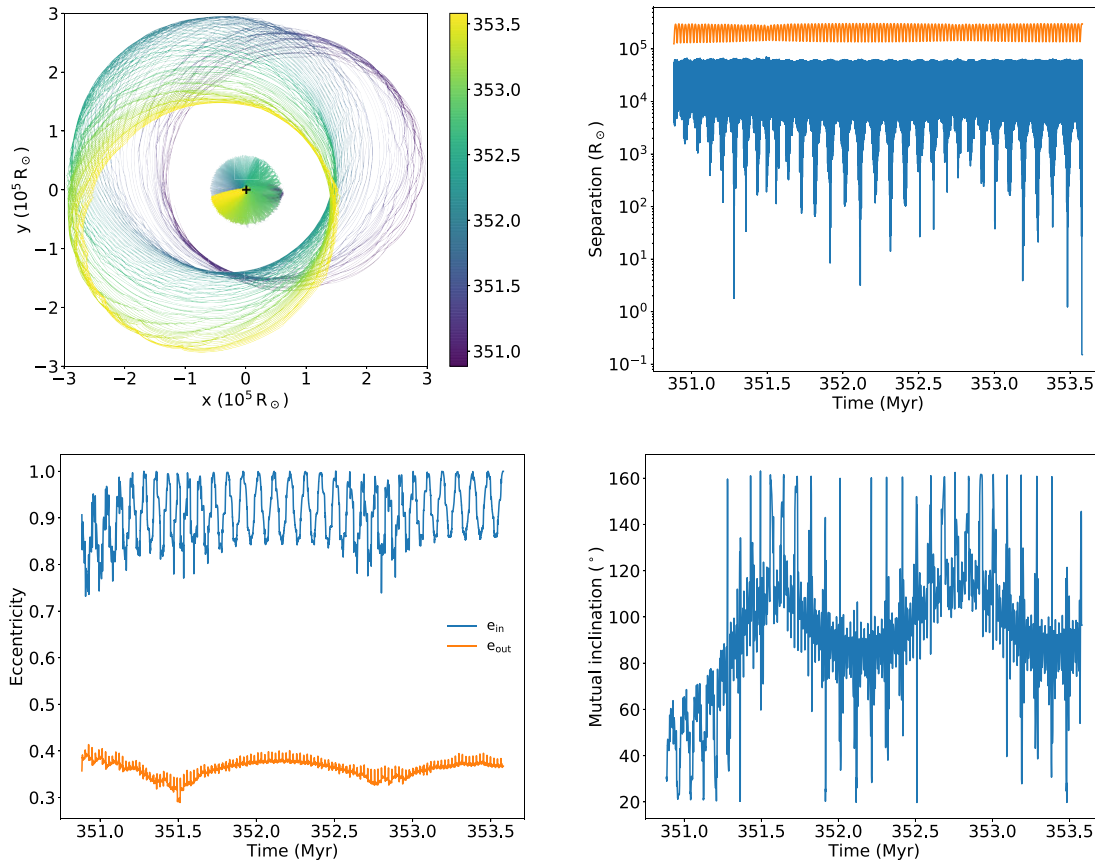 3
2
1
0
−1
−2
−3
y (10⁵ R⊙)
−3 −2 −1 0 1 2 3
x (10⁵ R⊙)
353.5
353.0
352.5
352.0
351.5
351.0
10⁵
10⁴
10³
10²
10¹
10⁰
10⁻¹
Separation (R⊙)
351.0 351.5 352.0 352.5 353.0 353.5
Time (Myr)
1.0
0.9
0.8
0.7
0.6
0.5
0.4
0.3
Eccentricity
e_in
e_out
351.0 351.5 352.0 352.5 353.0 353.5
Time (Myr)
160
140
120
100
80
60
40
20
Mutual inclination (°)
351.0 351.5 352.0 352.5 353.0 353.5
Time (Myr)